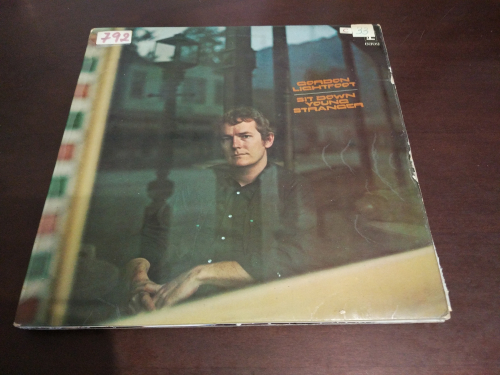 792
GORDON
LIGHTFOOT
SIT DOWN
YOUNG
STRANGER